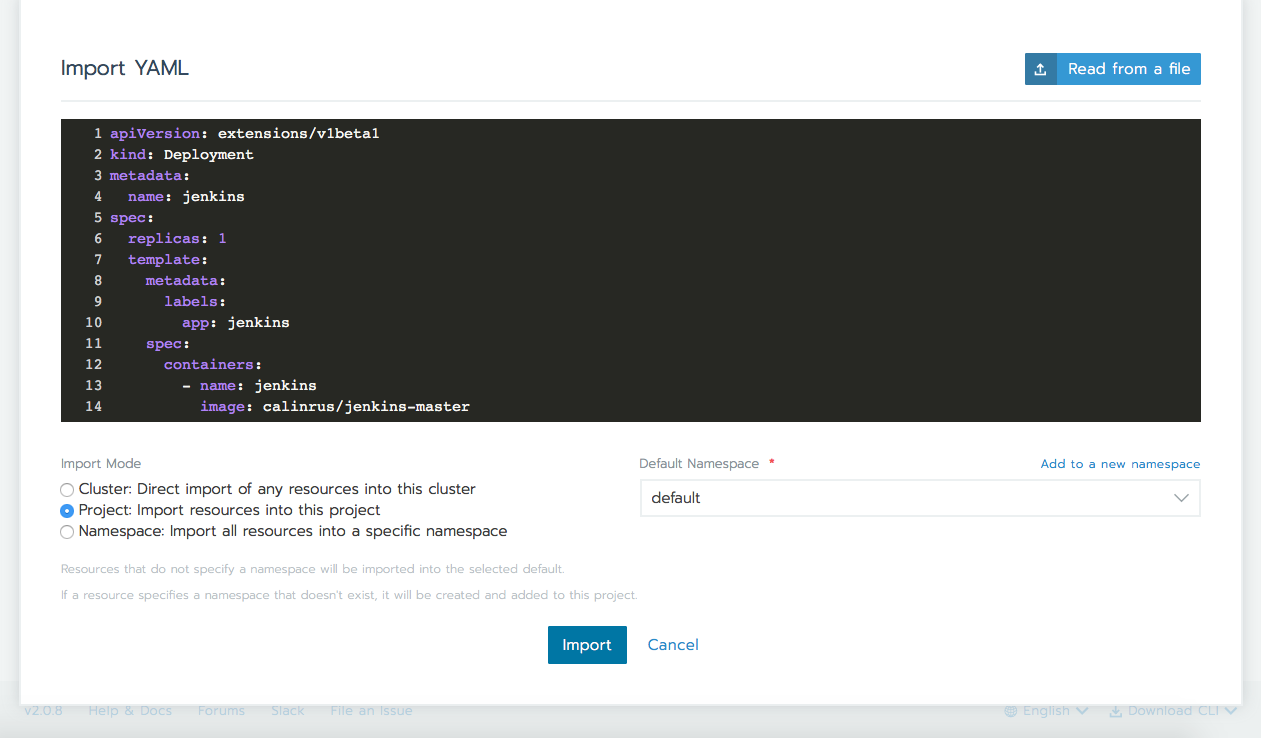 Import YAML
Read from a file
1 apiVersion: extensions/v1beta1
2 kind: Deployment
3 metadata:
4   name: jenkins
5 spec:
6   replicas: 1
7   template:
8     metadata:
9       labels:
10         app: jenkins
11     spec:
12       containers:
13         - name: jenkins
14           image: calinrus/jenkins-master
Import Mode
Cluster: Direct import of any resources into this cluster
Project: Import resources into this project
Namespace: Import all resources into a specific namespace
Default Namespace *
Add to a new namespace
default
Resources that do not specify a namespace will be imported into the selected default.
If a resource specifies a namespace that doesn't exist, it will be created and added to this project.
Import Cancel
v2.0.8 Help & Docs Forums Slack File an Issue English Download CLI